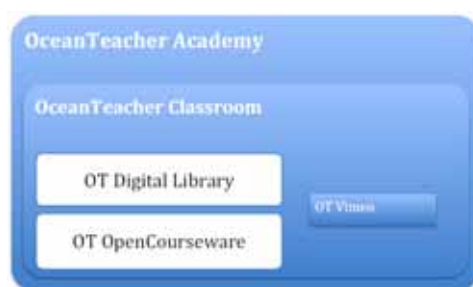 OceanTeacher Academy
OceanTeacher Classroom
OT Digital Library
OT Vimeo
OT OpenCourseware